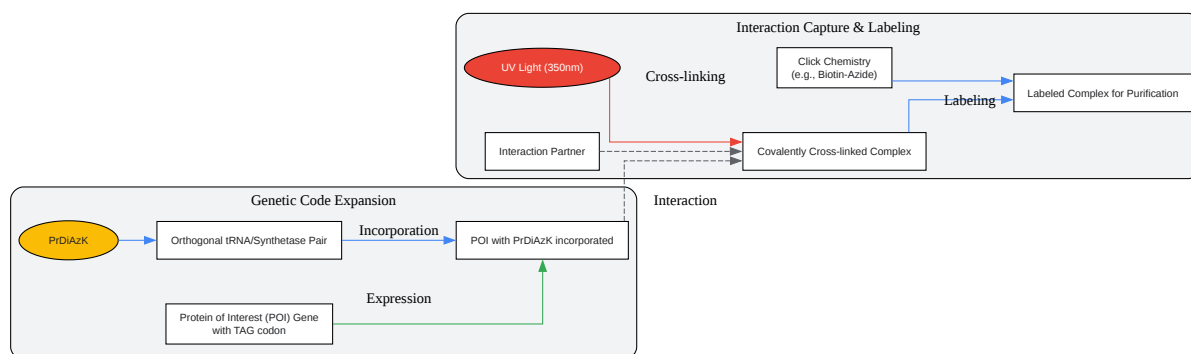 Interaction Capture & Labeling
UV Light (350nm)
Cross-linking
Click Chemistry
(e.g., Biotin-Azide)
Labeled Complex for Purification
Labeling
Interaction Partner
Covalently Cross-linked Complex
Interaction
Genetic Code Expansion
PrDiAzK
Orthogonal tRNA/Synthetase Pair
Incorporation
POI with PrDiAzK incorporated
Expression
Protein of Interest (POI) Gene
with TAG codon